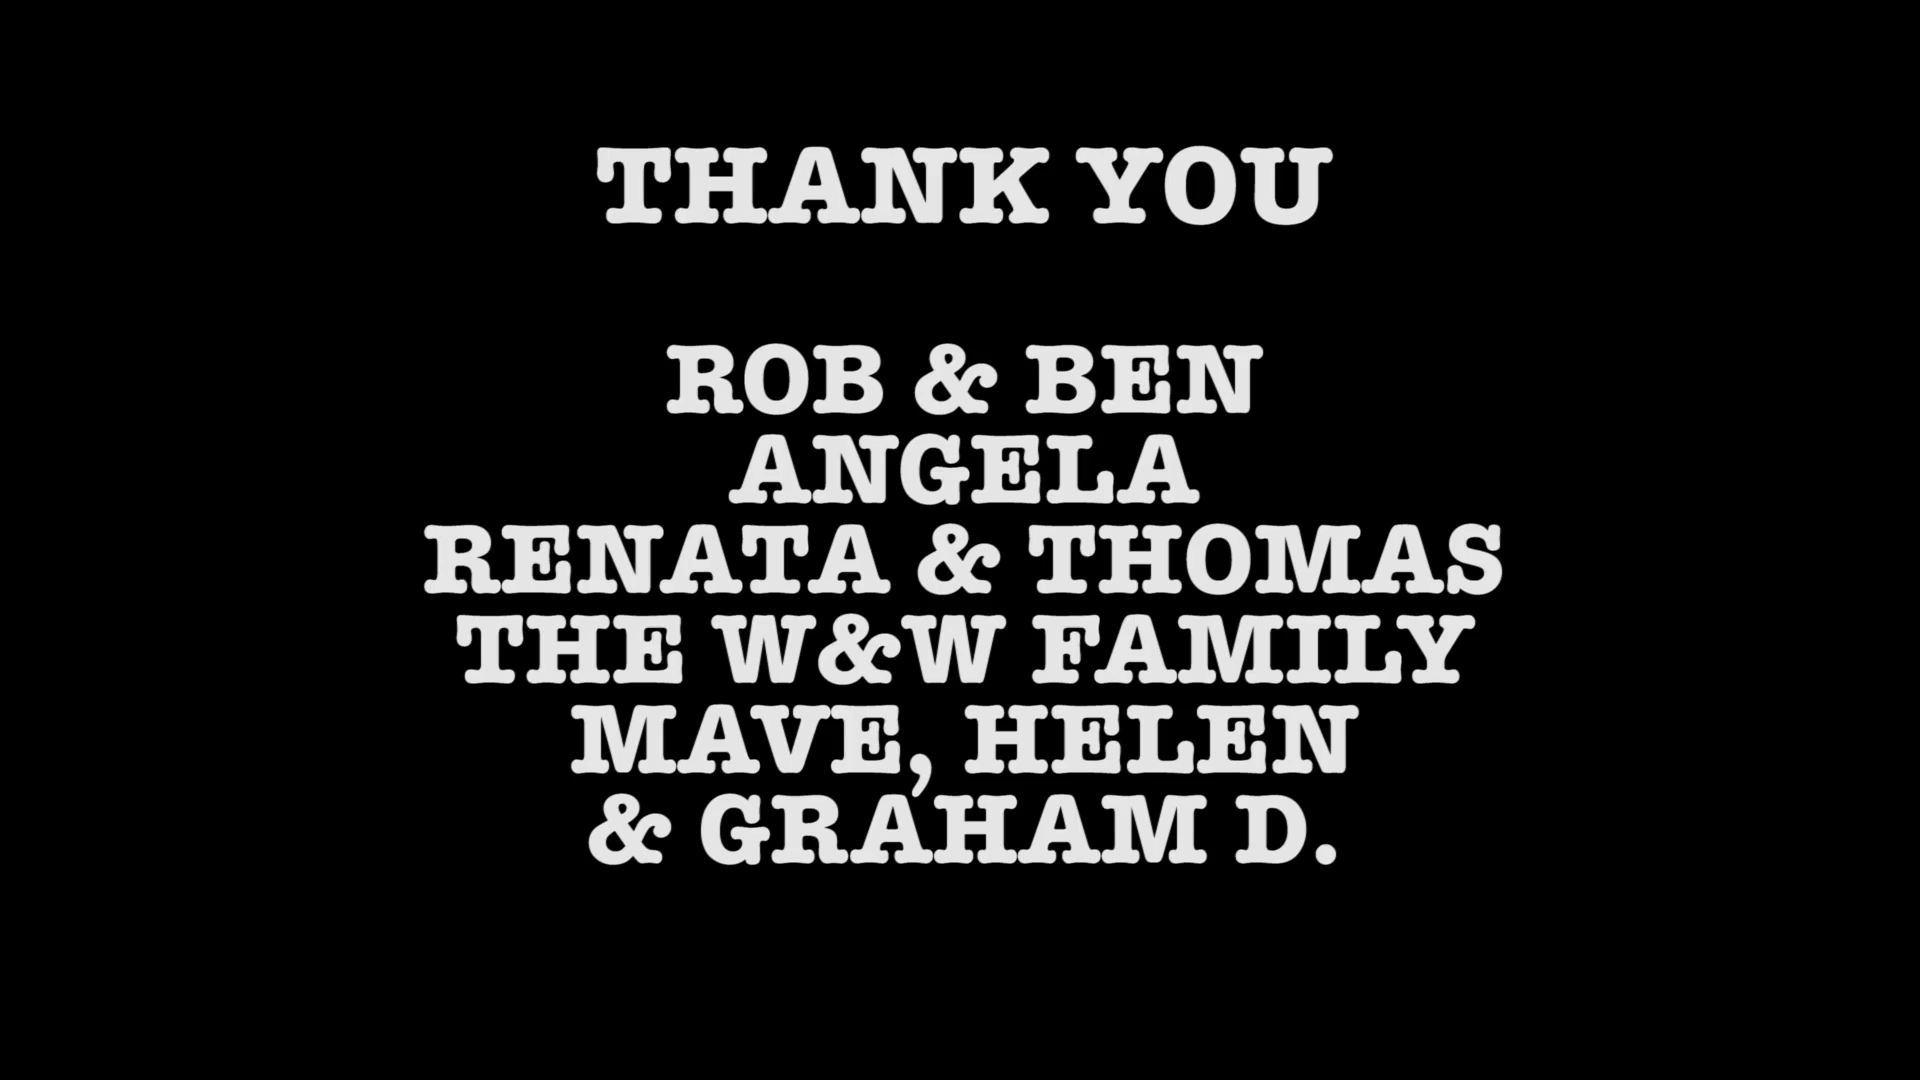 THANK YOU
ROB & BEN
ANGELA
RENATA & THOMAS
THE W&W FAMILY
MAVE, HELEN
& GRAHAM D.